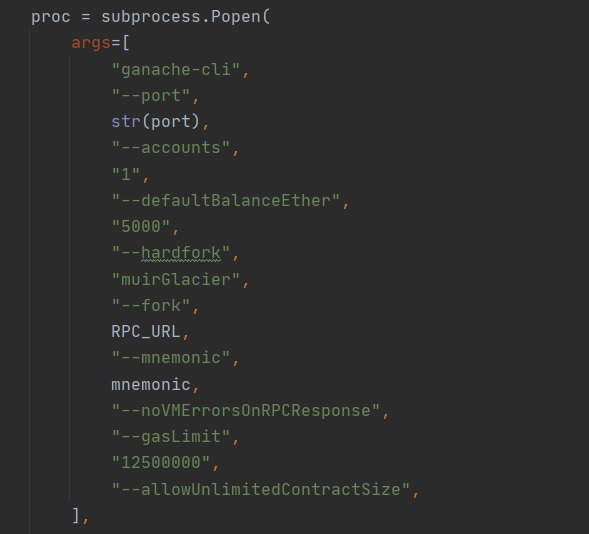 proc = subprocess.Popen(
args=[
"ganache-cli",
"--port",
str(port),
"--accounts",
"1",
"--defaultBalanceEther",
"5000",
"--hardfork",
"muirGlacier",
"--fork",
RPC_URL,
"--mnemonic",
mnemonic,
"--noVMErrorsOnRPCResponse",
"--gasLimit",
"12500000",
"--allowUnlimitedContractSize",
],